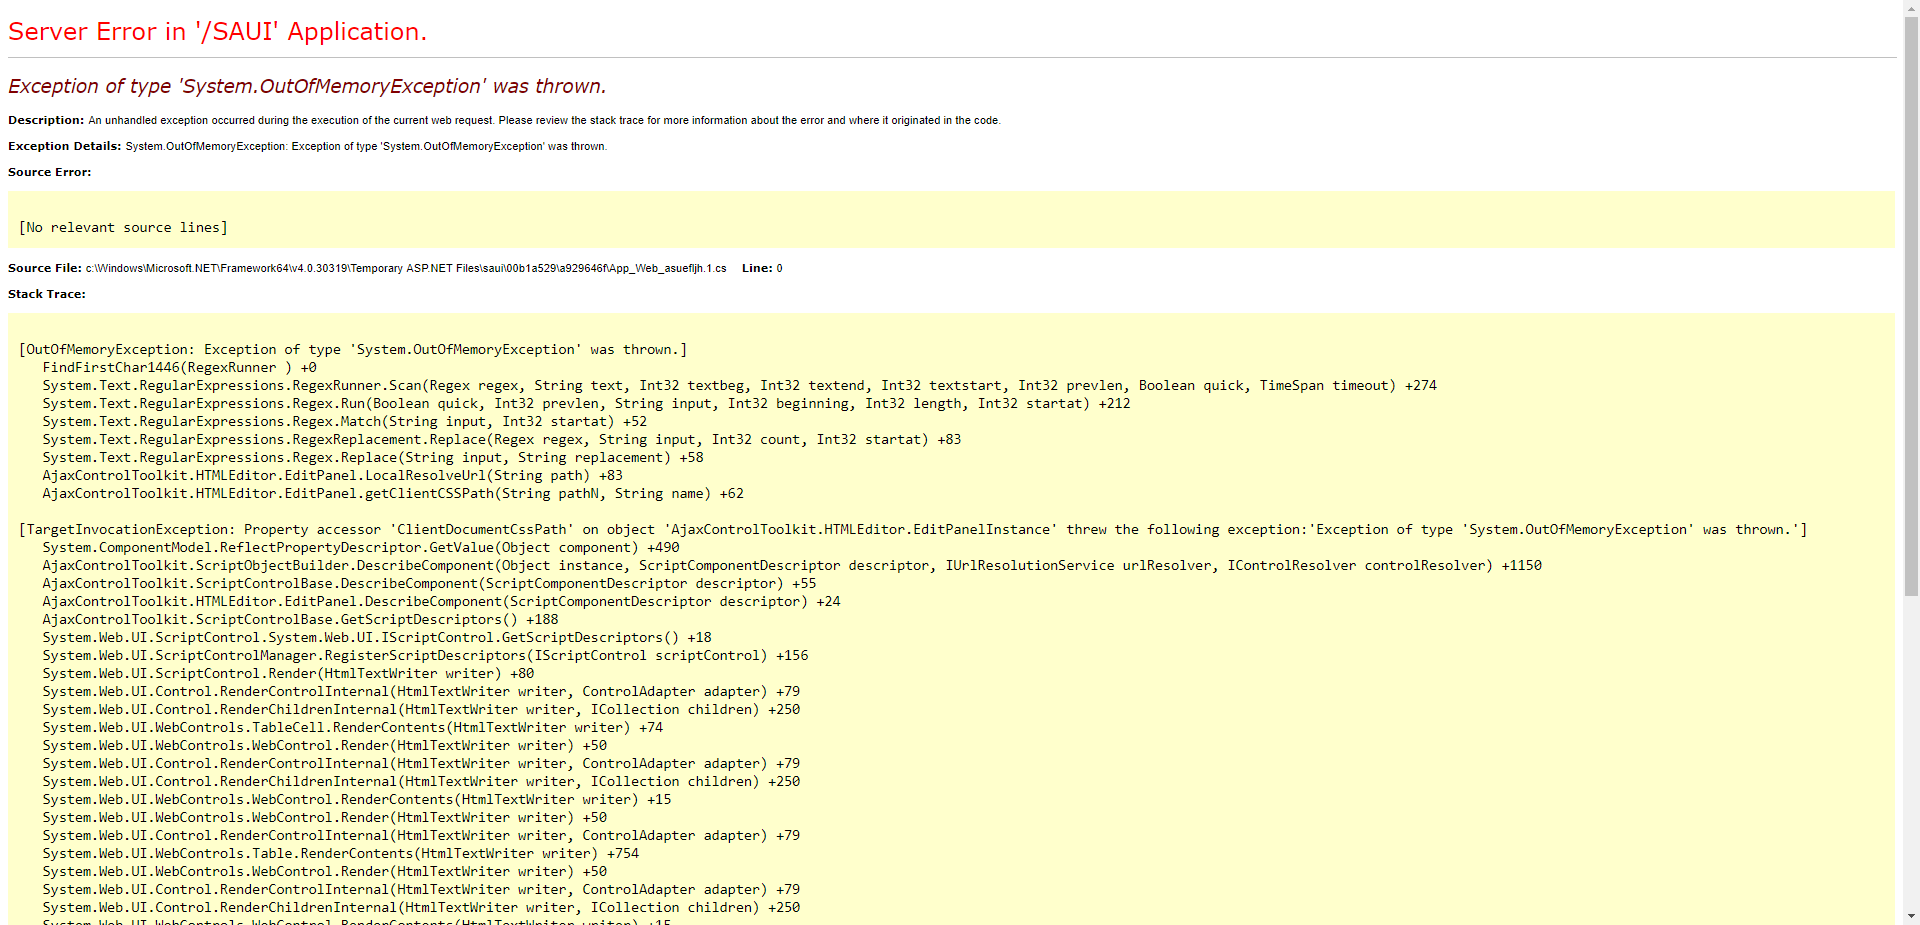 Server Error in '/SAUI' Application.
Exception of type 'System.OutOfMemoryException' was thrown.
Description: An unhandled exception occurred during the execution of the current web request. Please review the stack trace for more information about the error and where it originated in the code.
Exception Details: System.OutOfMemoryException: Exception of type 'System.OutOfMemoryException' was thrown.
Source Error:
[No relevant source lines]
Source File: c:\Windows\Microsoft.NET\Framework64\v4.0.30319\Temporary ASP.NET Files\saui\00b1a529\a929646f\App_Web_asuefljh.1.cs    Line: 0
Stack Trace:
[OutOfMemoryException: Exception of type 'System.OutOfMemoryException' was thrown.]
   FindFirstChar1446(RegexRunner ) +0
   System.Text.RegularExpressions.RegexRunner.Scan(Regex regex, String text, Int32 textbeg, Int32 textend, Int32 textstart, Int32 prevlen, Boolean quick, TimeSpan timeout) +274
   System.Text.RegularExpressions.Regex.Run(Boolean quick, Int32 prevlen, String input, Int32 beginning, Int32 length, Int32 startat) +212
   System.Text.RegularExpressions.Regex.Match(String input, Int32 startat) +52
   System.Text.RegularExpressions.RegexReplacement.Replace(Regex regex, String input, Int32 count, Int32 startat) +83
   System.Text.RegularExpressions.Regex.Replace(String input, String replacement) +58
   AjaxControlToolkit.HTMLEditor.EditPanel.LocalResolveUrl(String path) +83
   AjaxControlToolkit.HTMLEditor.EditPanel.getClientCSSPath(String pathN, String name) +62
[TargetInvocationException: Property accessor 'ClientDocumentCssPath' on object 'AjaxControlToolkit.HTMLEditor.EditPanelInstance' threw the following exception:'Exception of type 'System.OutOfMemoryException' was thrown.']
   System.ComponentModel.ReflectPropertyDescriptor.GetValue(Object component) +490
   AjaxControlToolkit.ScriptObjectBuilder.DescribeComponent(Object instance, ScriptComponentDescriptor descriptor, IUrlResolutionService urlResolver, IControlResolver controlResolver) +1150
   AjaxControlToolkit.ScriptControlBase.DescribeComponent(ScriptComponentDescriptor descriptor) +55
   AjaxControlToolkit.HTMLEditor.EditPanel.DescribeComponent(ScriptComponentDescriptor descriptor) +24
   AjaxControlToolkit.ScriptControlBase.GetScriptDescriptors() +188
   System.Web.UI.ScriptControl.System.Web.UI.IScriptControl.GetScriptDescriptors() +18
   System.Web.UI.ScriptControlManager.RegisterScriptDescriptors(IScriptControl scriptControl) +156
   System.Web.UI.ScriptControl.Render(HtmlTextWriter writer) +80
   System.Web.UI.Control.RenderControlInternal(HtmlTextWriter writer, ControlAdapter adapter) +79
   System.Web.UI.Control.RenderChildrenInternal(HtmlTextWriter writer, ICollection children) +250
   System.Web.UI.WebControls.TableCell.RenderContents(HtmlTextWriter writer) +74
   System.Web.UI.WebControls.WebControl.Render(HtmlTextWriter writer) +50
   System.Web.UI.Control.RenderControlInternal(HtmlTextWriter writer, ControlAdapter adapter) +79
   System.Web.UI.Control.RenderChildrenInternal(HtmlTextWriter writer, ICollection children) +250
   System.Web.UI.WebControls.WebControl.RenderContents(HtmlTextWriter writer) +15
   System.Web.UI.WebControls.WebControl.Render(HtmlTextWriter writer) +50
   System.Web.UI.Control.RenderControlInternal(HtmlTextWriter writer, ControlAdapter adapter) +79
   System.Web.UI.WebControls.Table.RenderContents(HtmlTextWriter writer) +754
   System.Web.UI.WebControls.WebControl.Render(HtmlTextWriter writer) +50
   System.Web.UI.Control.RenderControlInternal(HtmlTextWriter writer, ControlAdapter adapter) +79
   System.Web.UI.Control.RenderChildrenInternal(HtmlTextWriter writer, ICollection children) +250
   System.Web.UI.WebControls.WebControl.RenderContents(HtmlTextWriter writer) +15